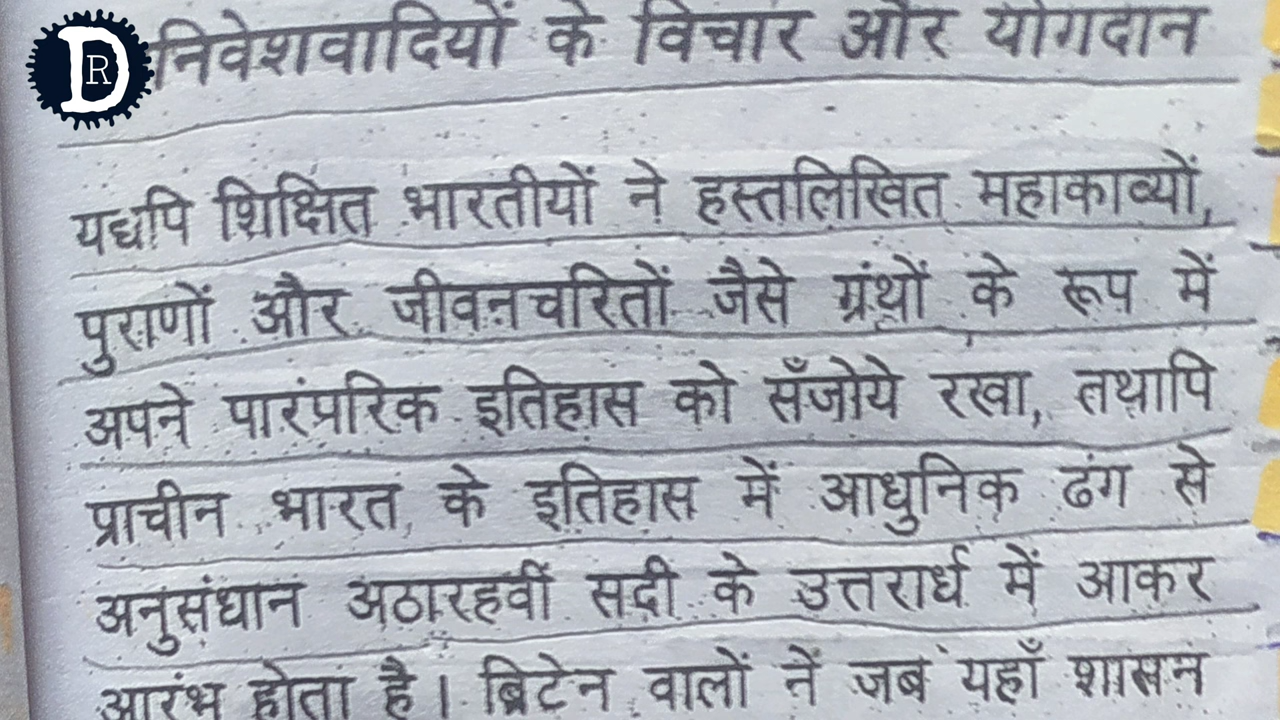 D
R
निवेशवादियों के विचार और योगदान
यद्यपि शिक्षित भारतीयों ने हस्तलिखित महाकाव्यों,
पुराणों और जीवनचरितों जैसे ग्रंथों के रूप में
अपने पारंपरिक इतिहास को सँजोये रखा, तथापि
प्राचीन भारत के इतिहास में आधुनिक ढंग से
अनुसंधान अठारहवीं सदी के उत्तरार्ध में आकर
आरंभ होता है। ब्रिटेन वालों नें जब यहाँ शासन